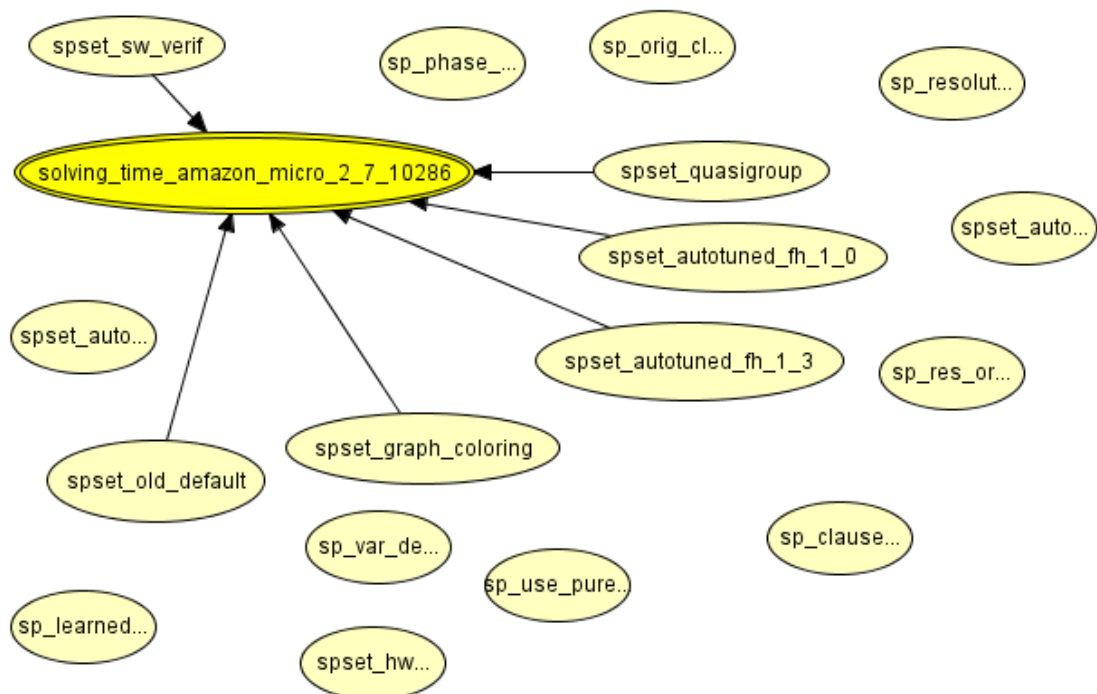 spset_sw_verif
sp_phase_...
sp_orig_cl...
sp_resolut...
solving_time_amazon_micro_2_7_10286
spset_quasigroup
spset_auto...
spset_autotuned_fh_1_0
spset_auto...
spset_autotuned_fh_1_3
sp_res_or...
spset_graph_coloring
spset_old_default
sp_var_de...
sp_clause...
sp_use_pure...
sp_learned...
spset_hw...